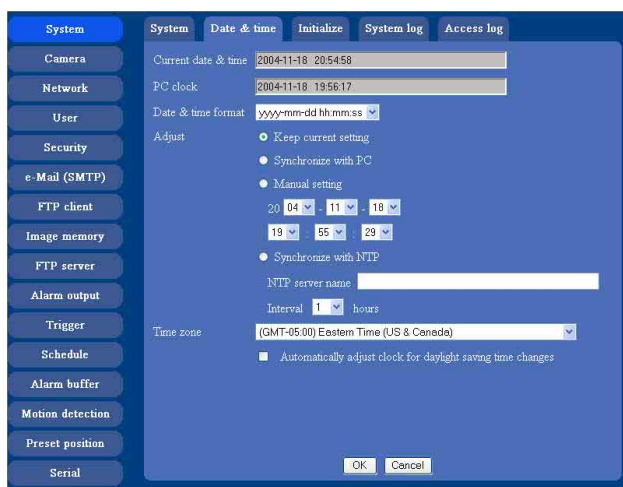 System
Camera
Network
User
Security
e-Mail (SMTP)
FTP client
Image memory
FTP server
Alarm output
Trigger
Schedule
Alarm buffer
Motion detection
Preset position
Serial
System Date & time Initialize System log Access log
Current date & time 2004-11-18 20:54:58
PC clock 2004-11-18 19:56:17
Date & time format yyyy-mm-dd hh:mm:ss
Adjust Keep current setting
Synchronize with PC
Manual setting
20 04 - 11 - 18
19 : 55 : 29
Synchronize with NTP
NTP server name
Interval 1 hours
Time zone (GMT-05:00) Eastern Time (US & Canada)
Automatically adjust clock for daylight saving time changes
OK Cancel